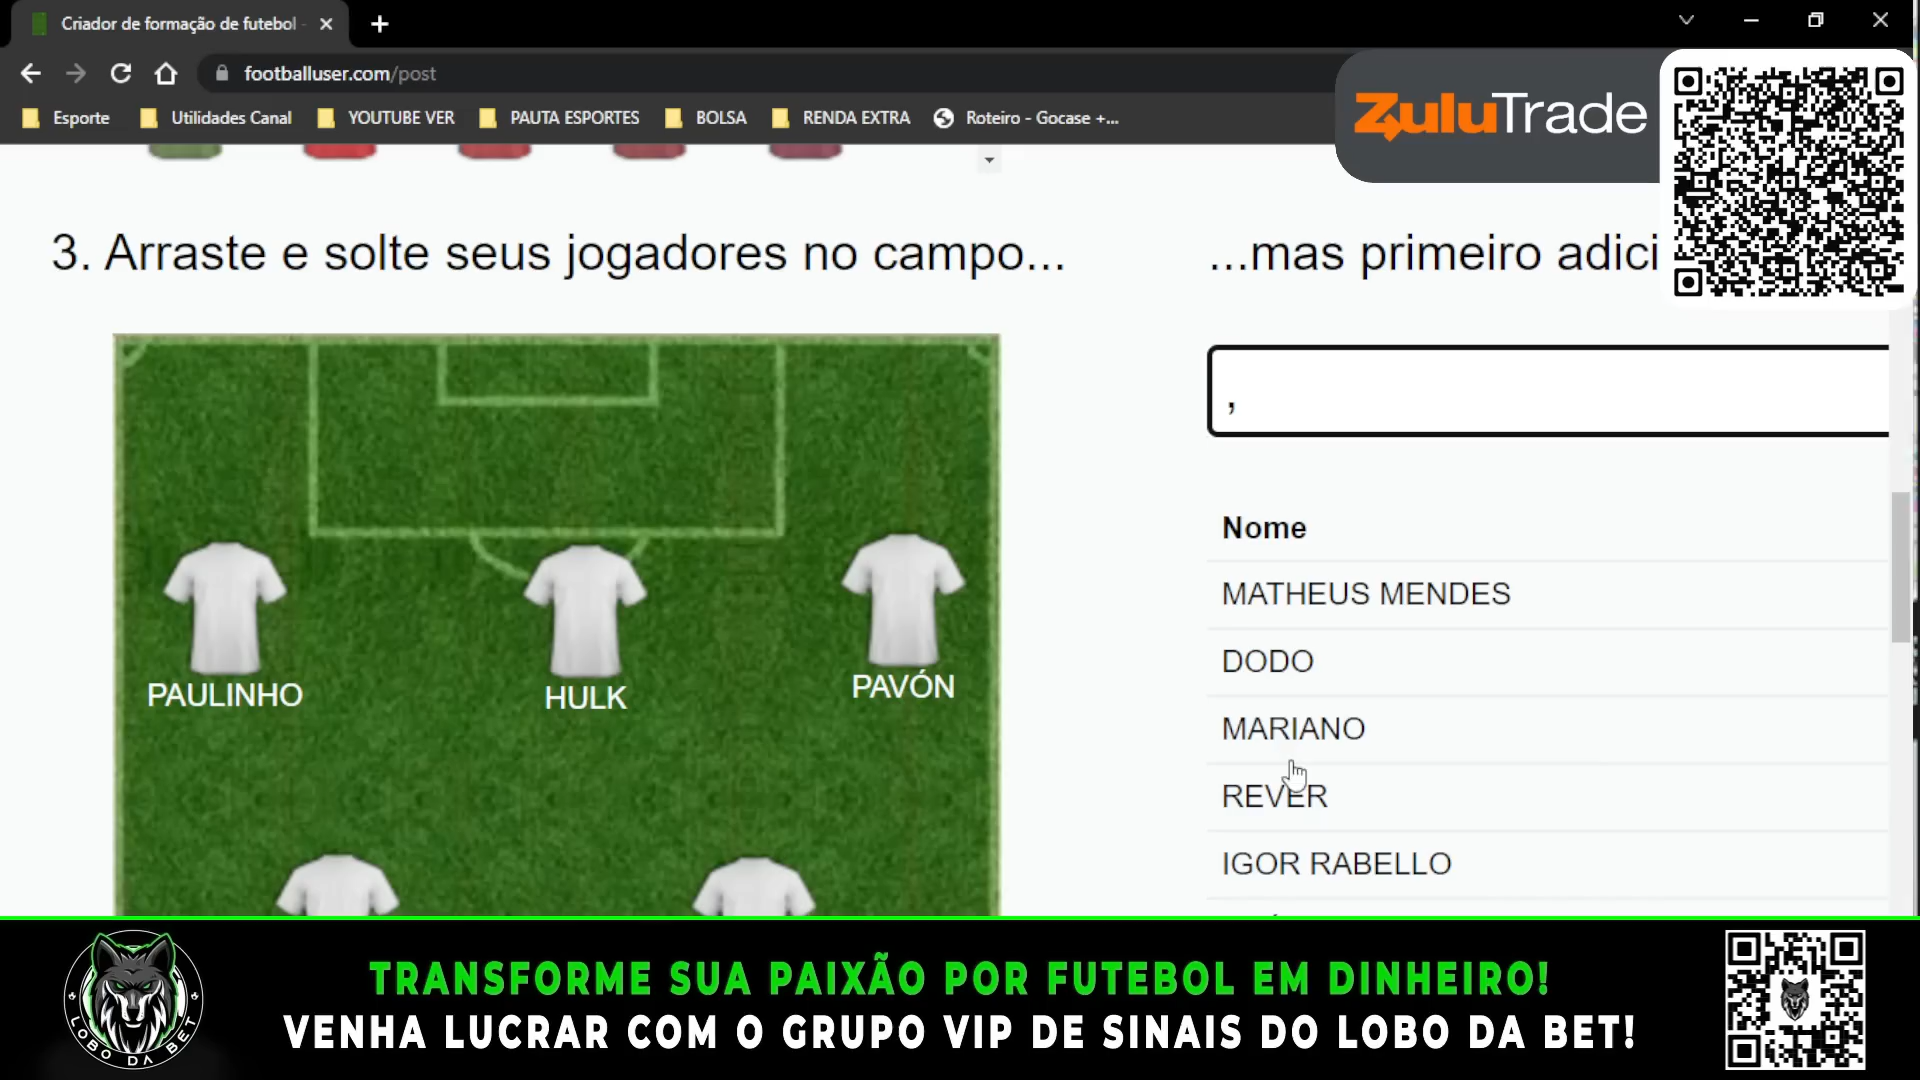 Criador de formação de futebol -
footballuser.com/post
Esporte
Utilidades Canal
YOUTUBE VER
PAUTA ESPORTES
BOLSA
RENDA EXTRA
Roteiro - Gocase +...
ZuluTrade
3. Arraste e solte seus jogadores no campo...
...mas primeiro adici
,
Nome
MATHEUS MENDES
DODO
MARIANO
REVER
IGOR RABELLO
PAULINHO
HULK
PAVÓN
LOBO DA BET
TRANSFORME SUA PAIXÃO POR FUTEBOL EM DINHEIRO!
VENHA LUCRAR COM O GRUPO VIP DE SINAIS DO LOBO DA BET!